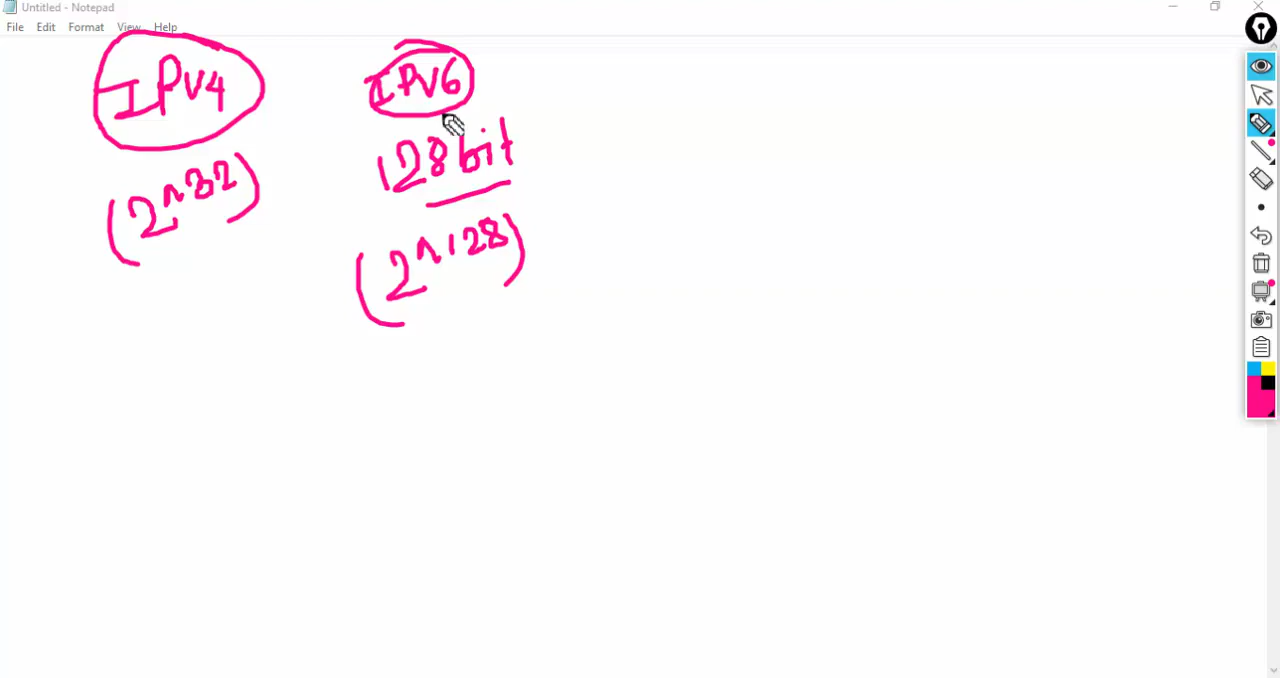 Untitled - Notepad
File Edit Format View Help
IPV4 IPV6
128 bit
(2^32)
(2^128)